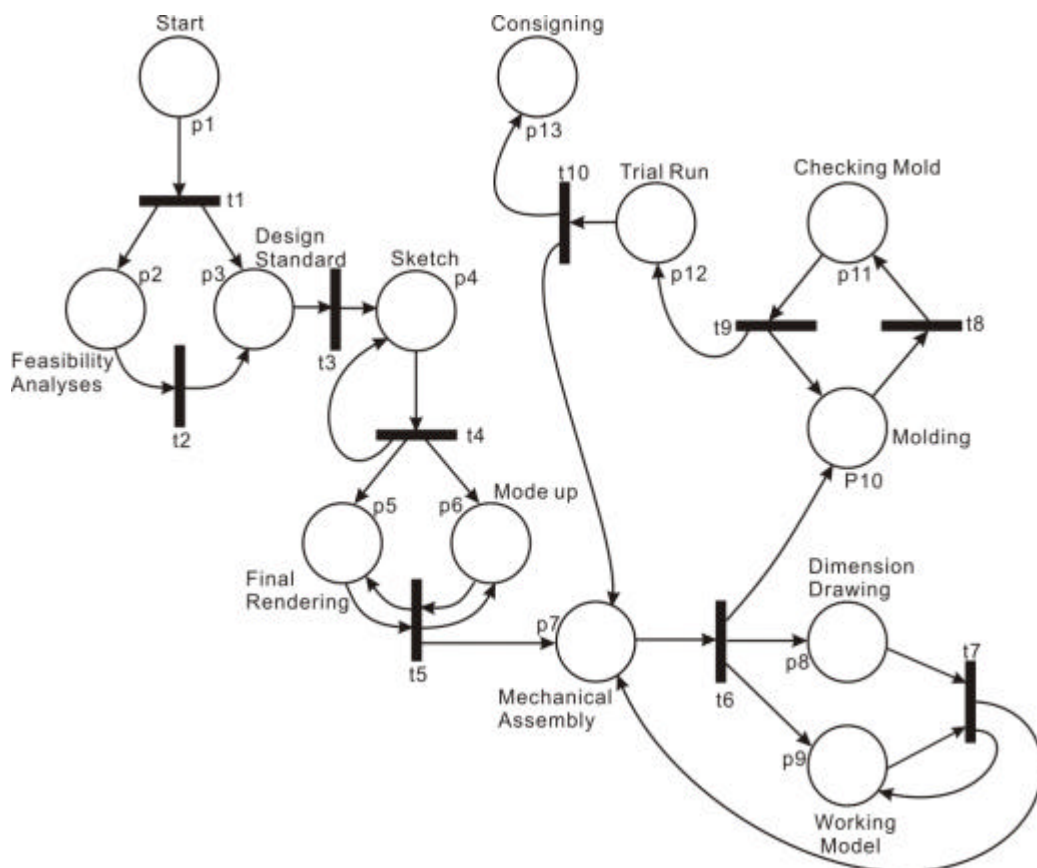 Start
p1
t1
p2
p3
Design
Standard
Feasibility
Analyses
t2
t3
Sketch
p4
t4
p5
p6
Mode up
Final
Rendering
t5
Consigning
p13
t10
Trial Run
p12
Checking Mold
p11
t9
t8
Molding
P10
p7
Mechanical
Assembly
t6
Dimension
Drawing
p8
t7
p9
Working
Model